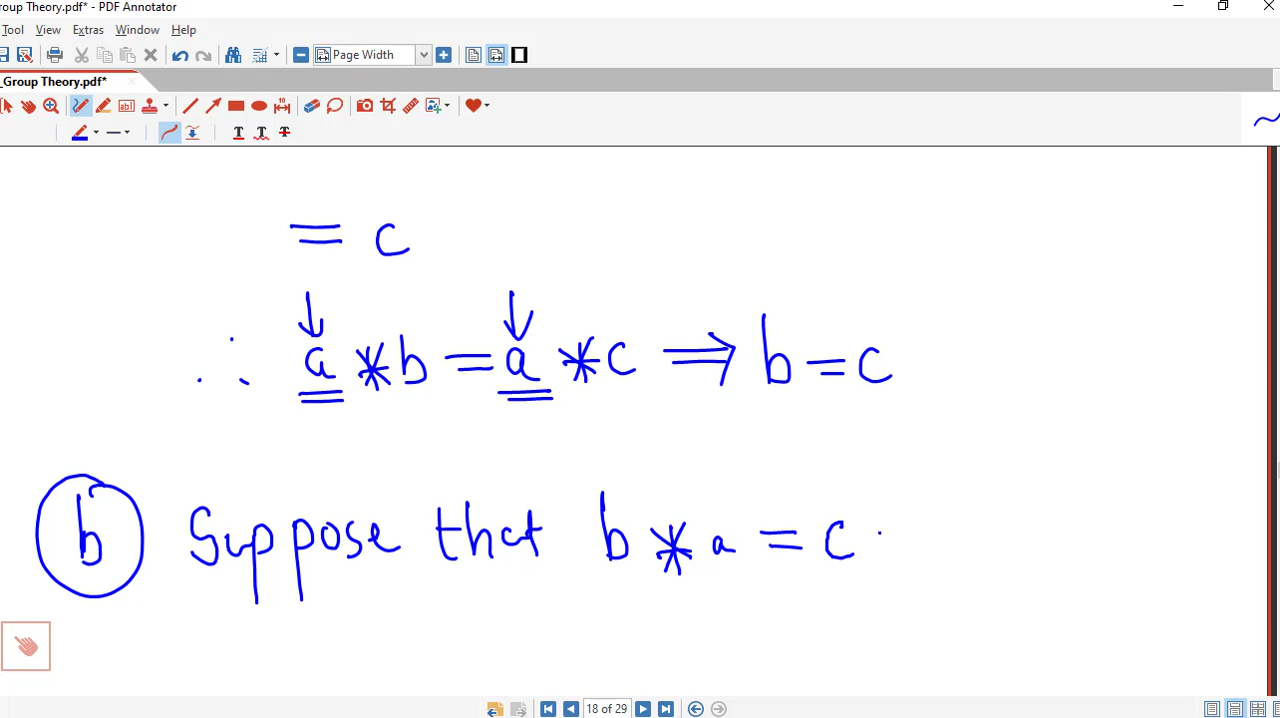 roup Theory.pdf* - PDF Annotator
Tool View Extras Window Help
Page Width
_Group Theory.pdf*
= c
∴ a * b = a * c ⟹ b = c
b Suppose that b * a = c ·
18 of 29